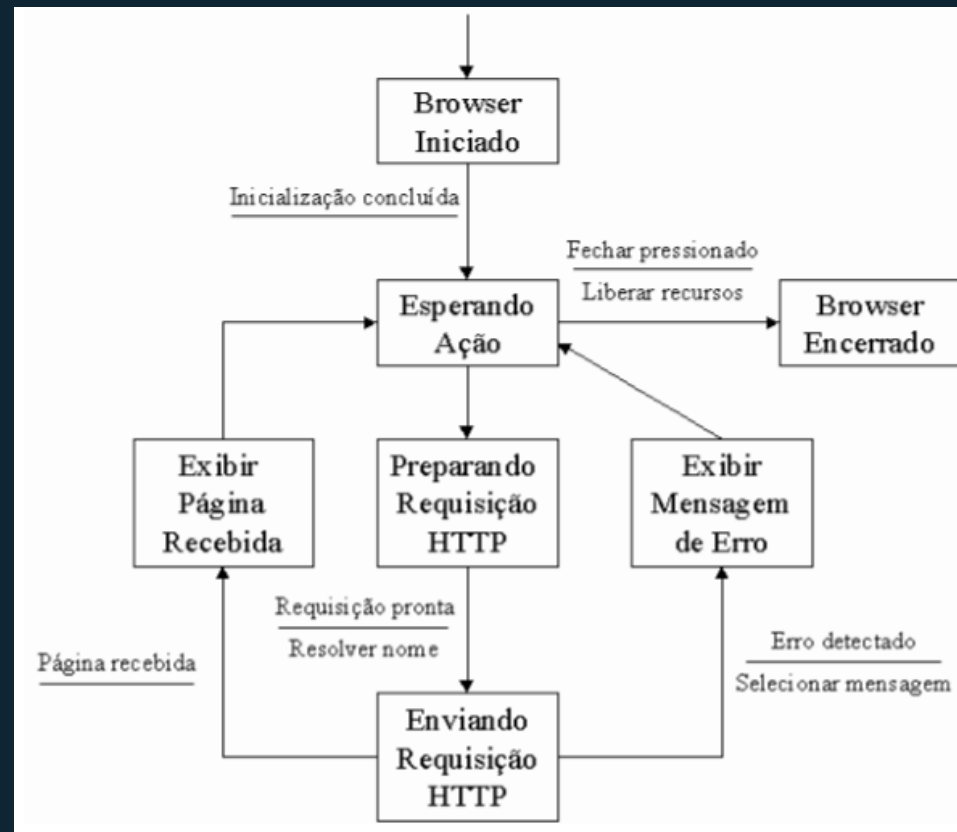 Browser
Iniciado
Inicialização concluída
Fechar pressionado
Liberar recursos
Esperando
Ação
Browser
Encerrado
Exibir
Página
Recebida
Preparando
Requisição
HTTP
Exibir
Mensagem
de Erro
Requisição pronta
Resolver nome
Página recebida
Erro detectado
Selecionar mensagem
Enviando
Requisição
HTTP